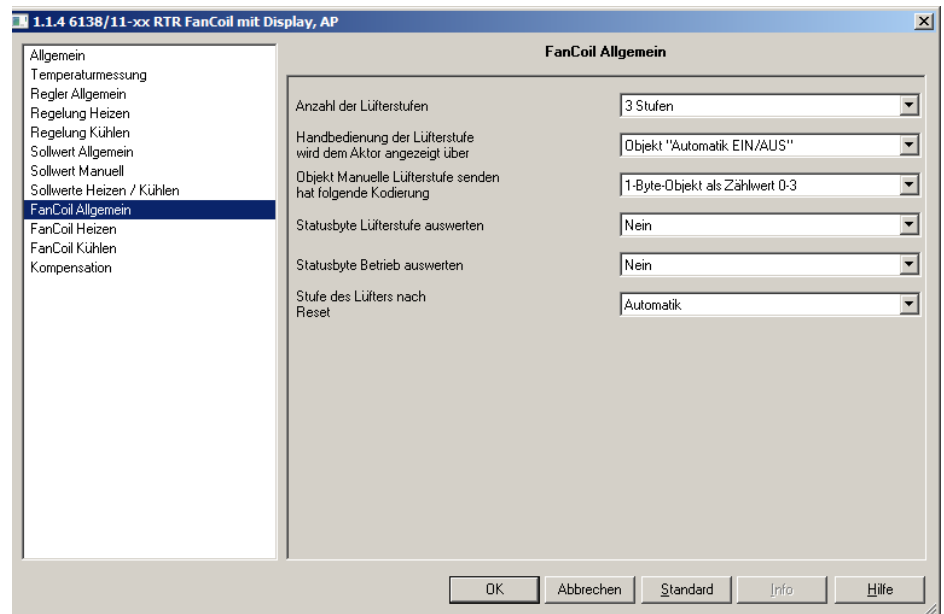 1.1.4 6138/11-xx RTR FanCoil mit Display, AP
Allgemein
Temperaturmessung
Regler Allgemein
Regelung Heizen
Regelung Kühlen
Sollwert Allgemein
Sollwert Manuell
Sollwerte Heizen / Kühlen
FanCoil Allgemein
FanCoil Heizen
FanCoil Kühlen
Kompensation
FanCoil Allgemein
Anzahl der Lüfterstufen
3 Stufen
Handbedienung der Lüfterstufe
wird dem Aktor angezeigt über
Objekt "Automatik EIN/AUS"
Objekt Manuelle Lüfterstufe senden
hat folgende Kodierung
1-Byte-Objekt als Zählwert 0-3
Statusbyte Lüfterstufe auswerten
Nein
Statusbyte Betrieb auswerten
Nein
Stufe des Lüfters nach
Reset
Automatik
OK
Abbrechen
Standard
Info
Hilfe